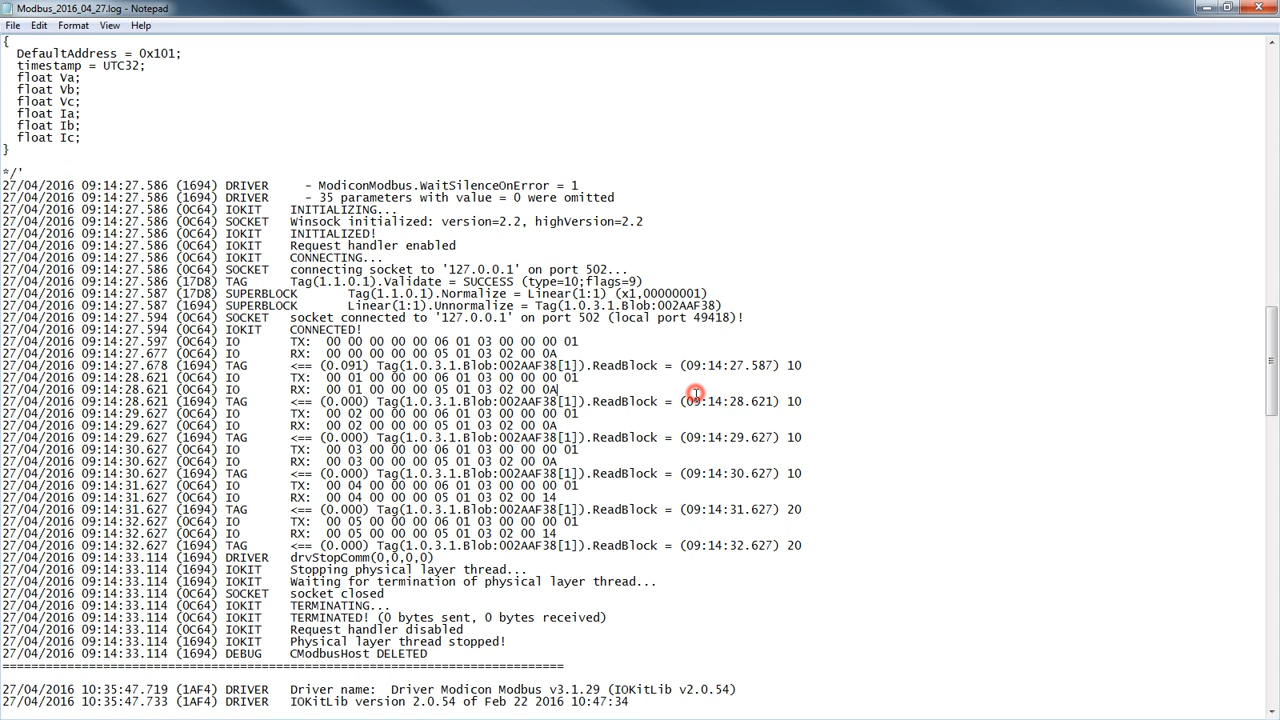 Modbus_2016_04_27.log - Notepad
File Edit Format View Help
{
DefaultAddress = 0x101;
timestamp = UTC32;
float Va;
float Vb;
float Vc;
float Ia;
float Ib;
float Ic;
}
*/'
27/04/2016 09:14:27.586 (1694) DRIVER - ModiconModbus.WaitSilenceOnError = 1
27/04/2016 09:14:27.586 (1694) DRIVER - 35 parameters with value = 0 were omitted
27/04/2016 09:14:27.586 (0C64) IOKIT INITIALIZING...
27/04/2016 09:14:27.586 (0C64) SOCKET Winsock initialized: version=2.2, highVersion=2.2
27/04/2016 09:14:27.586 (0C64) IOKIT INITIALIZED!
27/04/2016 09:14:27.586 (0C64) IOKIT Request handler enabled
27/04/2016 09:14:27.586 (0C64) IOKIT CONNECTING...
27/04/2016 09:14:27.586 (0C64) SOCKET connecting socket to '127.0.0.1' on port 502...
27/04/2016 09:14:27.586 (17D8) TAG Tag(1.1.0.1).Validate = SUCCESS (type=10;flags=9)
27/04/2016 09:14:27.587 (17D8) SUPERBLOCK Tag(1.1.0.1).Normalize = Linear(1:1) (x1,00000001)
27/04/2016 09:14:27.587 (1694) SUPERBLOCK Linear(1:1).Unnormalize = Tag(1.0.3.1.Blob:002AAF38)
27/04/2016 09:14:27.594 (0C64) SOCKET socket connected to '127.0.0.1' on port 502 (local port 49418)!
27/04/2016 09:14:27.594 (0C64) IOKIT CONNECTED!
27/04/2016 09:14:27.597 (0C64) IO TX: 00 00 00 00 00 06 01 03 00 00 00 01
27/04/2016 09:14:27.677 (0C64) IO RX: 00 00 00 00 00 05 01 03 02 00 0A
27/04/2016 09:14:27.678 (1694) TAG <== (0.091) Tag(1.0.3.1.Blob:002AAF38[1]).ReadBlock = (09:14:27.587) 10
27/04/2016 09:14:28.621 (0C64) IO TX: 00 01 00 00 00 06 01 03 00 00 00 01
27/04/2016 09:14:28.621 (0C64) IO RX: 00 01 00 00 00 05 01 03 02 00 0A
27/04/2016 09:14:28.621 (1694) TAG <== (0.000) Tag(1.0.3.1.Blob:002AAF38[1]).ReadBlock = (09:14:28.621) 10
27/04/2016 09:14:29.627 (0C64) IO TX: 00 02 00 00 00 06 01 03 00 00 00 01
27/04/2016 09:14:29.627 (0C64) IO RX: 00 02 00 00 00 05 01 03 02 00 0A
27/04/2016 09:14:29.627 (1694) TAG <== (0.000) Tag(1.0.3.1.Blob:002AAF38[1]).ReadBlock = (09:14:29.627) 10
27/04/2016 09:14:30.627 (0C64) IO TX: 00 03 00 00 00 06 01 03 00 00 00 01
27/04/2016 09:14:30.627 (0C64) IO RX: 00 03 00 00 00 05 01 03 02 00 0A
27/04/2016 09:14:30.627 (1694) TAG <== (0.000) Tag(1.0.3.1.Blob:002AAF38[1]).ReadBlock = (09:14:30.627) 10
27/04/2016 09:14:31.627 (0C64) IO TX: 00 04 00 00 00 06 01 03 00 00 00 01
27/04/2016 09:14:31.627 (0C64) IO RX: 00 04 00 00 00 05 01 03 02 00 14
27/04/2016 09:14:31.627 (1694) TAG <== (0.000) Tag(1.0.3.1.Blob:002AAF38[1]).ReadBlock = (09:14:31.627) 20
27/04/2016 09:14:32.627 (0C64) IO TX: 00 05 00 00 00 06 01 03 00 00 00 01
27/04/2016 09:14:32.627 (0C64) IO RX: 00 05 00 00 00 05 01 03 02 00 14
27/04/2016 09:14:32.627 (1694) TAG <== (0.000) Tag(1.0.3.1.Blob:002AAF38[1]).ReadBlock = (09:14:32.627) 20
27/04/2016 09:14:33.114 (1694) DRIVER drvStopComm(0,0,0,0)
27/04/2016 09:14:33.114 (1694) IOKIT Stopping physical layer thread...
27/04/2016 09:14:33.114 (1694) IOKIT Waiting for termination of physical layer thread...
27/04/2016 09:14:33.114 (0C64) SOCKET socket closed
27/04/2016 09:14:33.114 (0C64) IOKIT TERMINATING...
27/04/2016 09:14:33.114 (0C64) IOKIT TERMINATED! (0 bytes sent, 0 bytes received)
27/04/2016 09:14:33.114 (0C64) IOKIT Request handler disabled
27/04/2016 09:14:33.114 (1694) IOKIT Physical layer thread stopped!
27/04/2016 09:14:33.114 (1694) DEBUG CModbusHost DELETED
==============================================================================
27/04/2016 10:35:47.719 (1AF4) DRIVER Driver name: Driver Modicon Modbus v3.1.29 (IOKitLib v2.0.54)
27/04/2016 10:35:47.733 (1AF4) DRIVER IOKitLib version 2.0.54 of Feb 22 2016 10:47:34